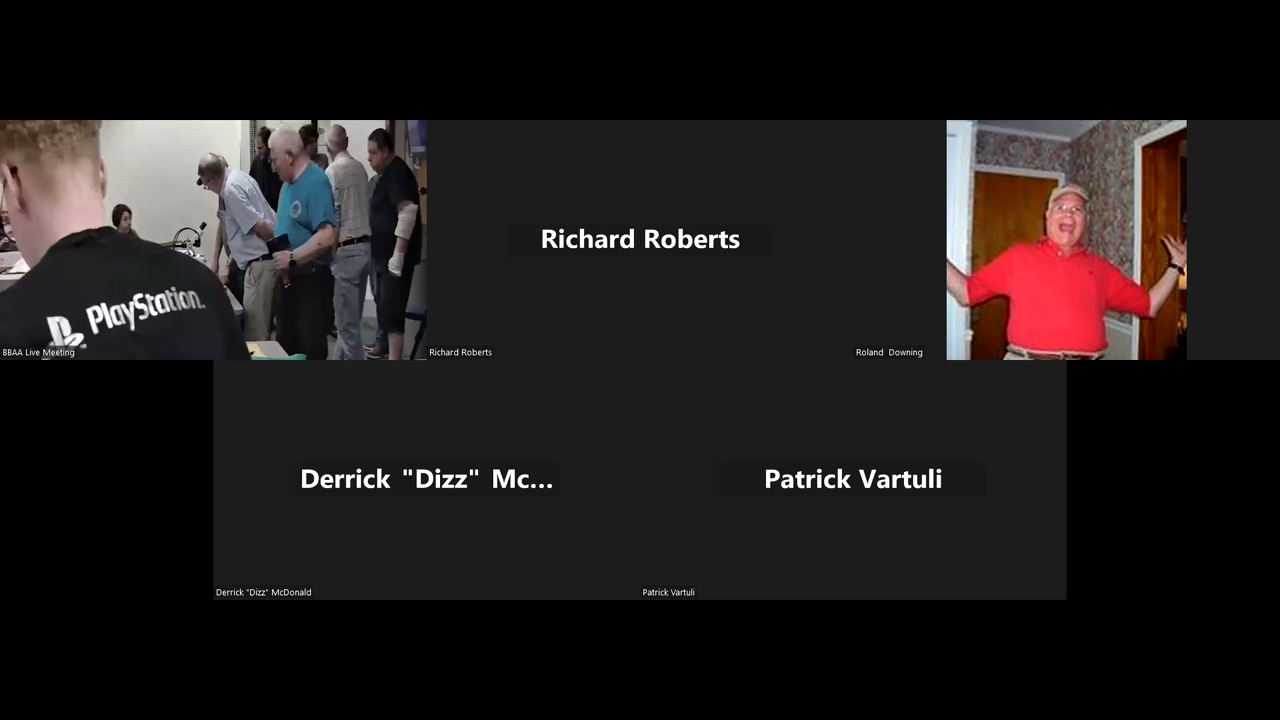 PlayStation.
BBAA Live Meeting
Richard Roberts
Richard Roberts
Roland Downing
Derrick "Dizz" Mc...
Derrick "Dizz" McDonald
Patrick Vartuli
Patrick Vartuli